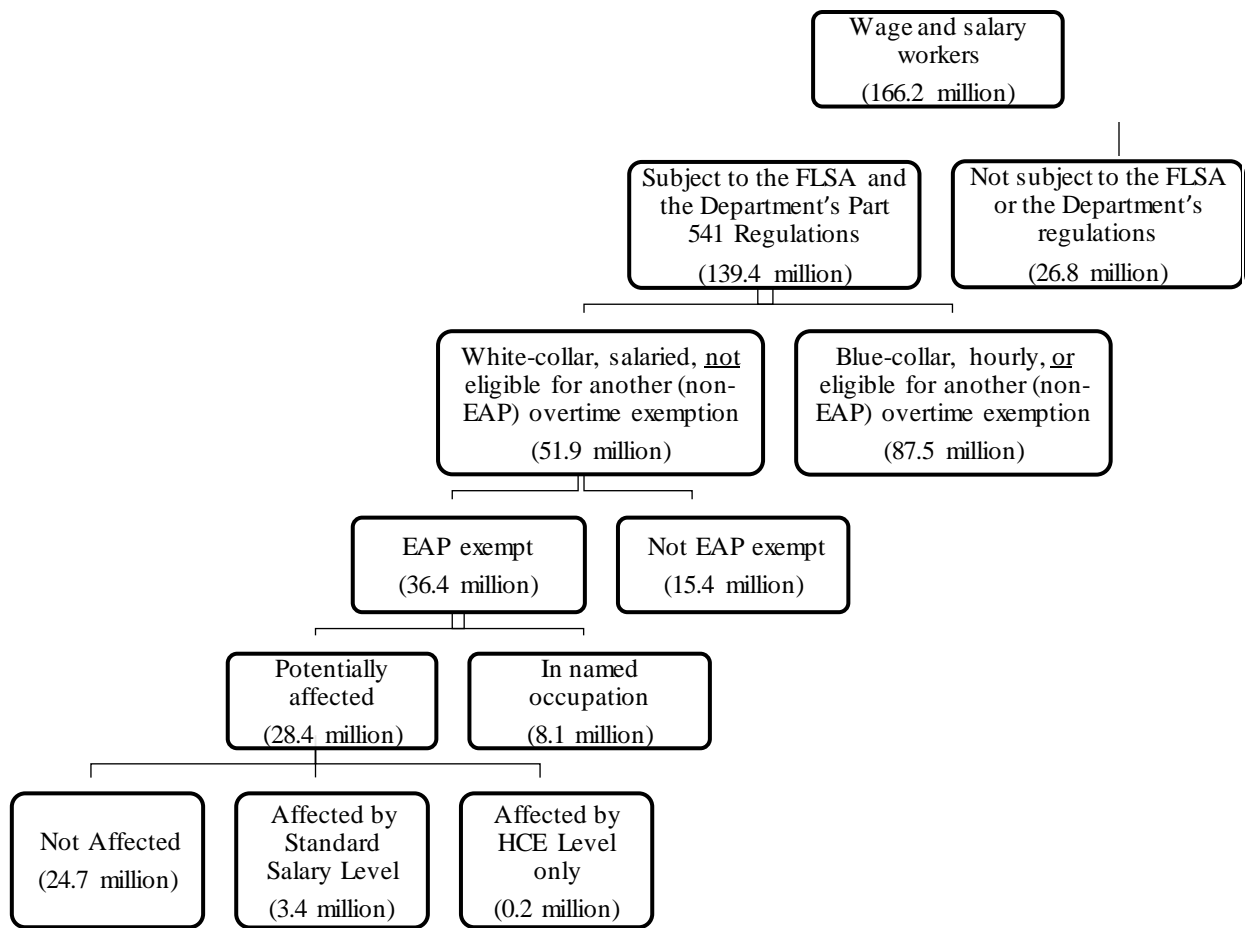 Wage and salary
workers
(166.2 million)
Subject to the FLSA and
the Department’s Part
541 Regulations
(139.4 million)
Not subject to the FLSA
or the Department’s
regulations
(26.8 million)
White-collar, salaried, not
eligible for another (non-
EAP) overtime exemption
(51.9 million)
Blue-collar, hourly, or
eligible for another (non-
EAP) overtime exemption
(87.5 million)
EAP exempt
(36.4 million)
Not EAP exempt
(15.4 million)
Potentially
affected
(28.4 million)
In named
occupation
(8.1 million)
Not Affected
(24.7 million)
Affected by
Standard
Salary Level
(3.4 million)
Affected by
HCE Level
only
(0.2 million)